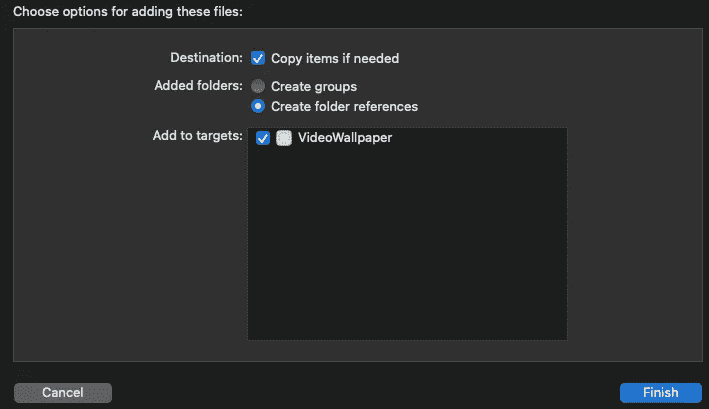 Choose options for adding these files:
Destination: Copy items if needed
Added folders: Create groups
Create folder references
Add to targets: VideoWallpaper
Cancel Finish